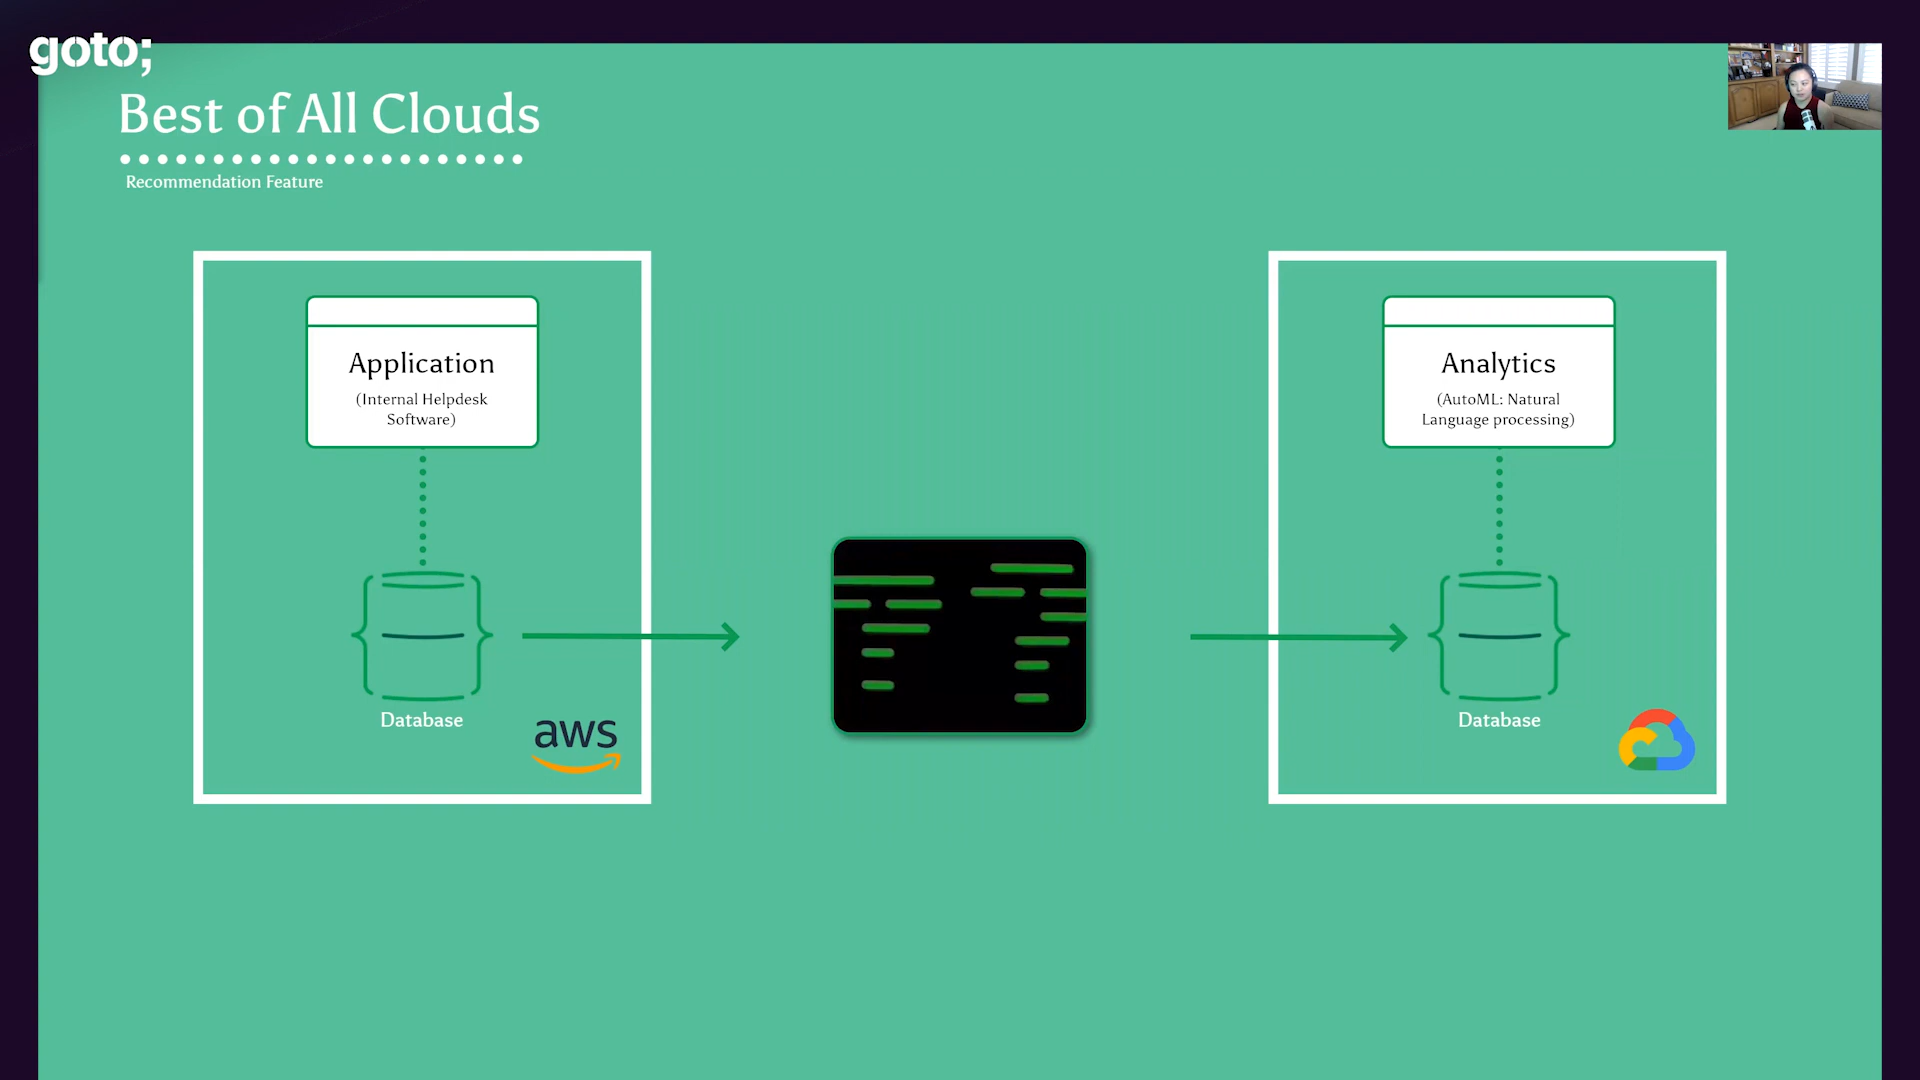 goto;
Best of All Clouds
Recommendation Feature
Application
(Internal Helpdesk
Software)
Database
aws
Analytics
(AutoML: Natural
Language processing)
Database